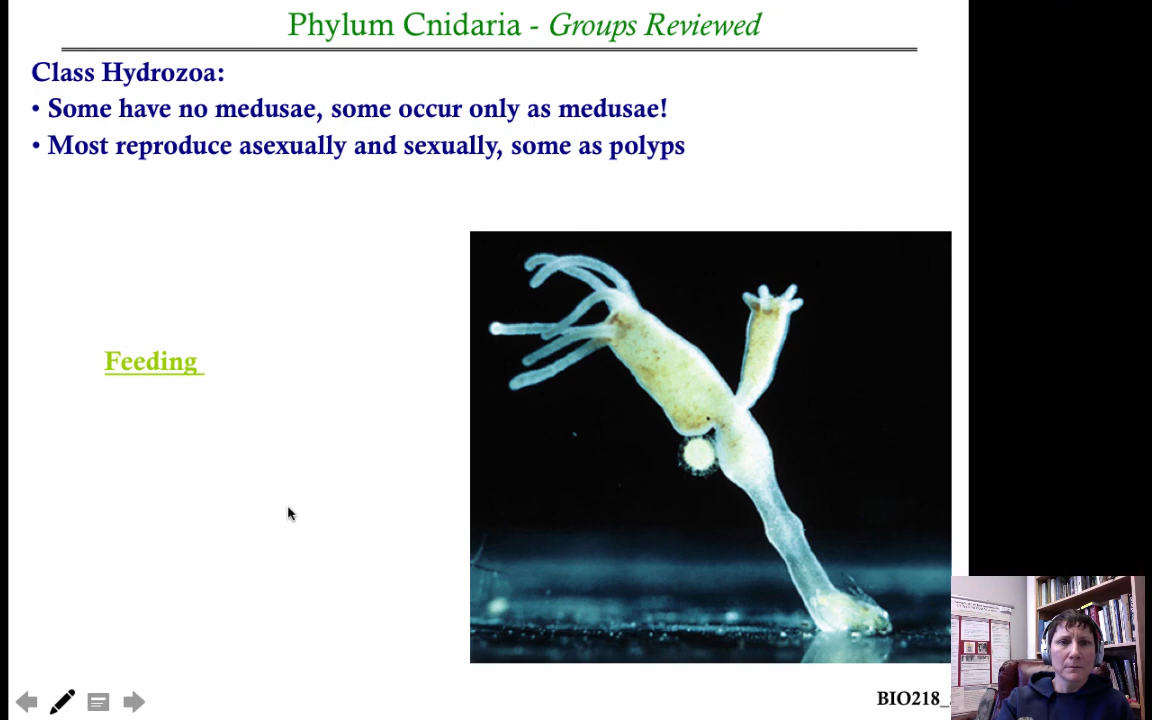 Phylum Cnidaria - Groups Reviewed
Class Hydrozoa:
• Some have no medusae, some occur only as medusae!
• Most reproduce asexually and sexually, some as polyps
Feeding
BIO218_